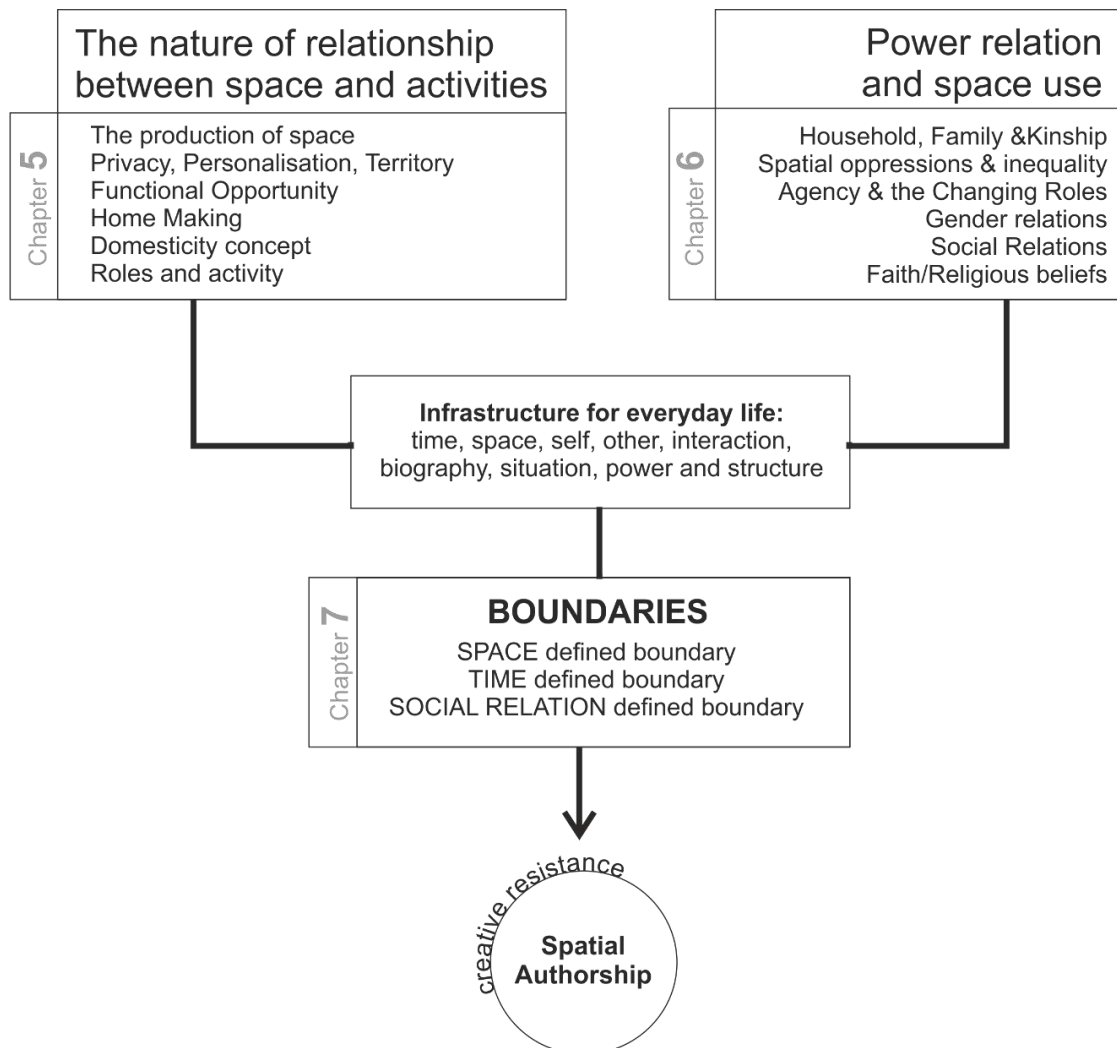 The nature of relationship
between space and activities
Chapter 5
The production of space
Privacy, Personalisation, Territory
Functional Opportunity
Home Making
Domesticity concept
Roles and activity
Power relation
and space use
Chapter 6
Household, Family &Kinship
Spatial oppressions & inequality
Agency & the Changing Roles
Gender relations
Social Relations
Faith/Religious beliefs
Infrastructure for everyday life:
time, space, self, other, interaction,
biography, situation, power and structure
Chapter 7
BOUNDARIES
SPACE defined boundary
TIME defined boundary
SOCIAL RELATION defined boundary
creative resistance
Spatial
Authorship